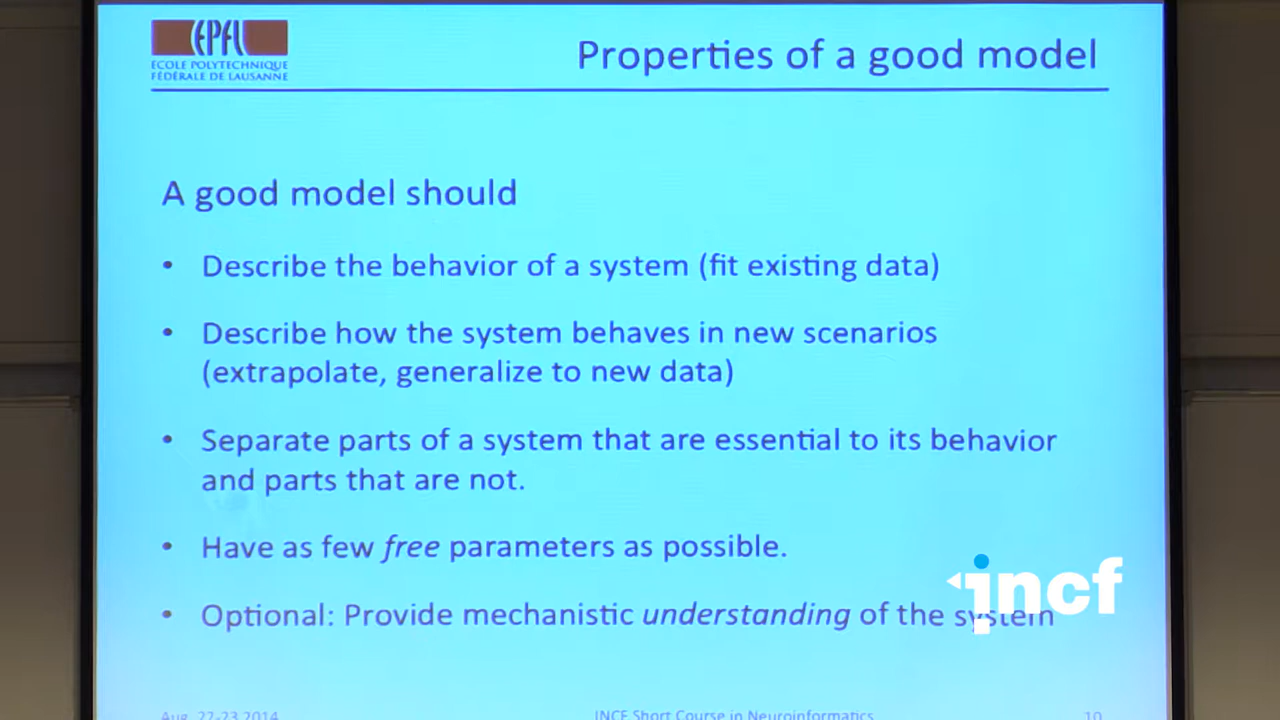 EPFL
ÉCOLE POLYTECHNIQUE
FÉDÉRALE DE LAUSANNE
Properties of a good model
A good model should
• Describe the behavior of a system (fit existing data)
• Describe how the system behaves in new scenarios
(extrapolate, generalize to new data)
• Separate parts of a system that are essential to its behavior
and parts that are not.
• Have as few free parameters as possible.
• Optional: Provide mechanistic understanding of the system
incf
Aug. 22-23 2014
INCF Short Course in Neuroinformatics
10